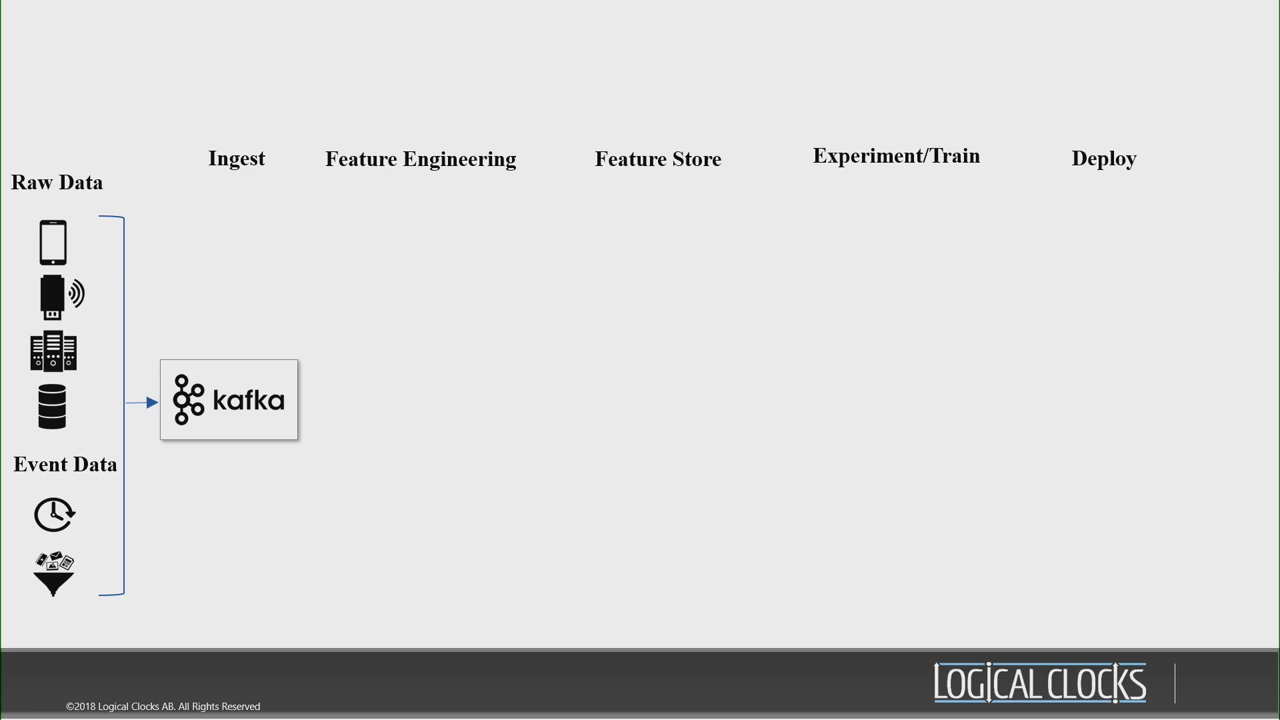 Ingest
Feature Engineering
Feature Store
Experiment/Train
Deploy
Raw Data
kafka
Event Data
LOGICAL CLOCKS
©2018 Logical Clocks AB. All Rights Reserved